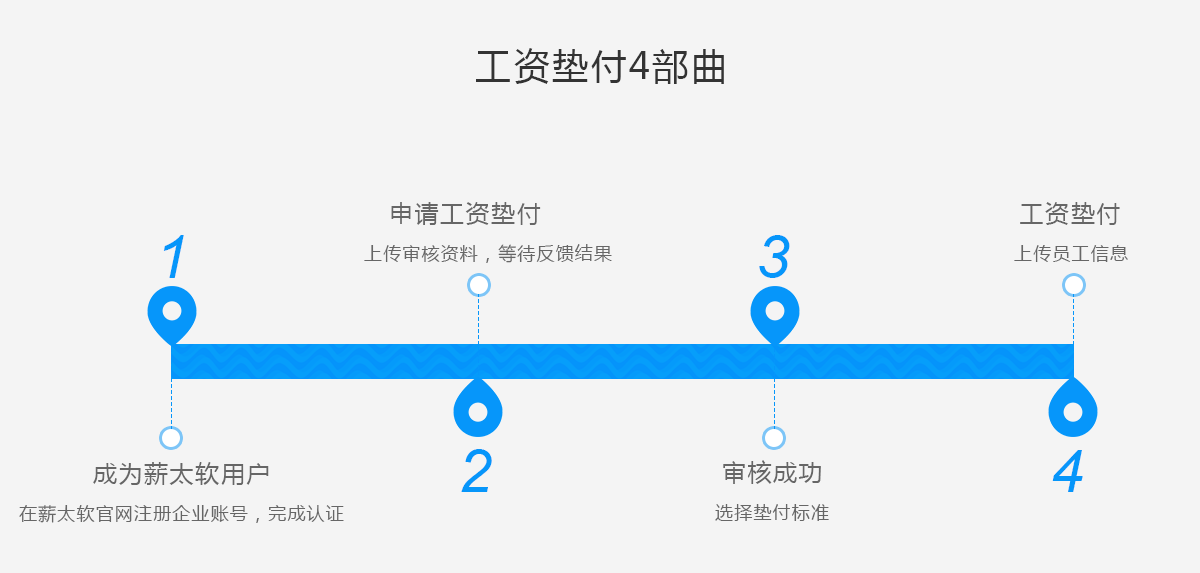 工资垫付4部曲
1
成为薪太软用户
在薪太软官网注册企业账号，完成认证
申请工资垫付
上传审核资料，等待反馈结果
2
3
审核成功
选择垫付标准
工资垫付
上传员工信息
4